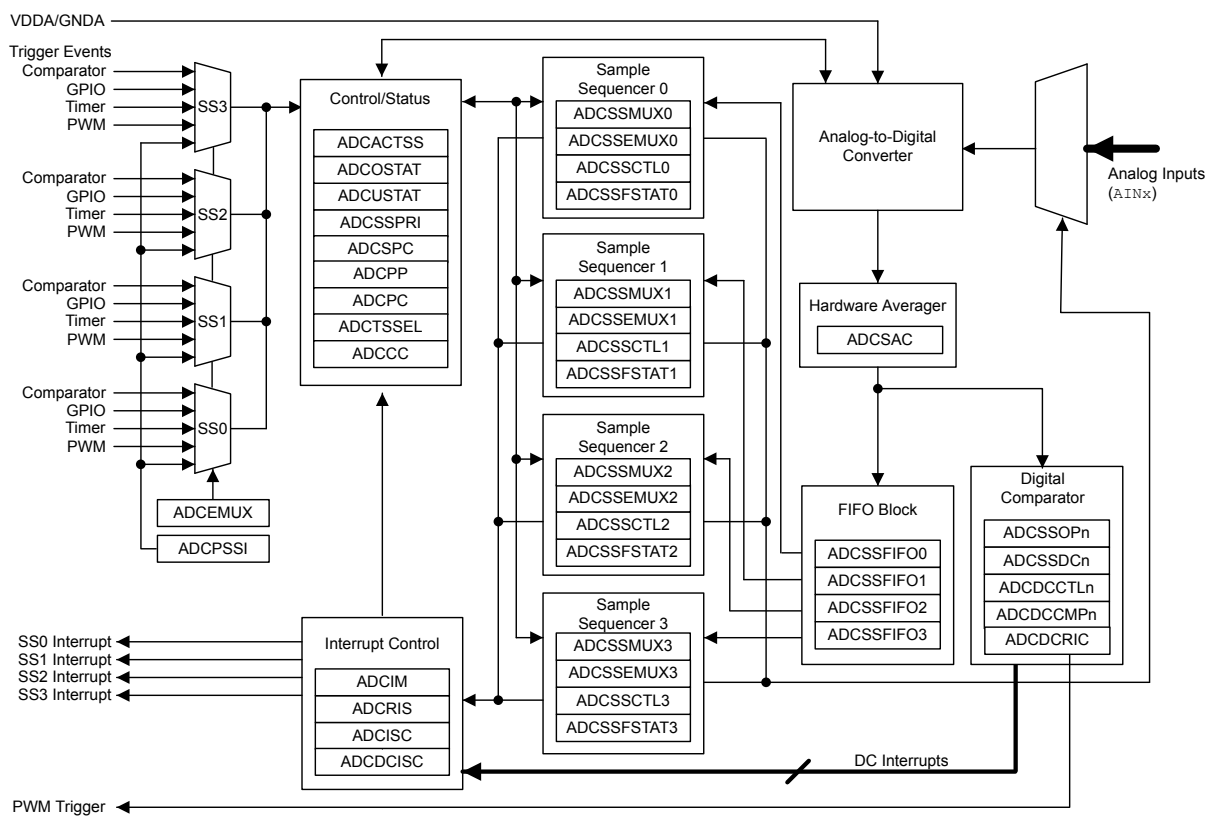 VDDA/GNDA
Trigger Events
Comparator
GPIO
Timer
PWM
SS3
Comparator
GPIO
Timer
PWM
SS2
Comparator
GPIO
Timer
PWM
SS1
Comparator
GPIO
Timer
PWM
SS0
ADCEMUX
ADCPSSI
Control/Status
ADCACTSS
ADCOSTAT
ADCUSTAT
ADCSSPRI
ADCSPC
ADCPP
ADCPC
ADCTSSEL
ADCCC
Sample
Sequencer 0
ADCSSMUX0
ADCSSEMUX0
ADCSSCTL0
ADCSSFSTAT0
Sample
Sequencer 1
ADCSSMUX1
ADCSSEMUX1
ADCSSCTL1
ADCSSFSTAT1
Sample
Sequencer 2
ADCSSMUX2
ADCSSEMUX2
ADCSSCTL2
ADCSSFSTAT2
Sample
Sequencer 3
ADCSSMUX3
ADCSSEMUX3
ADCSSCTL3
ADCSSFSTAT3
Analog-to-Digital
Converter
Analog Inputs
(AINx)
Hardware Averager
ADCSAC
FIFO Block
ADCSSFIFO0
ADCSSFIFO1
ADCSSFIFO2
ADCSSFIFO3
Digital
Comparator
ADCSSOPn
ADCSSDCn
ADCDCCTLn
ADCDCCMPn
ADCDCRIC
SS0 Interrupt
SS1 Interrupt
SS2 Interrupt
SS3 Interrupt
Interrupt Control
ADCIM
ADCRIS
ADCISC
ADCDCISC
DC Interrupts
PWM Trigger